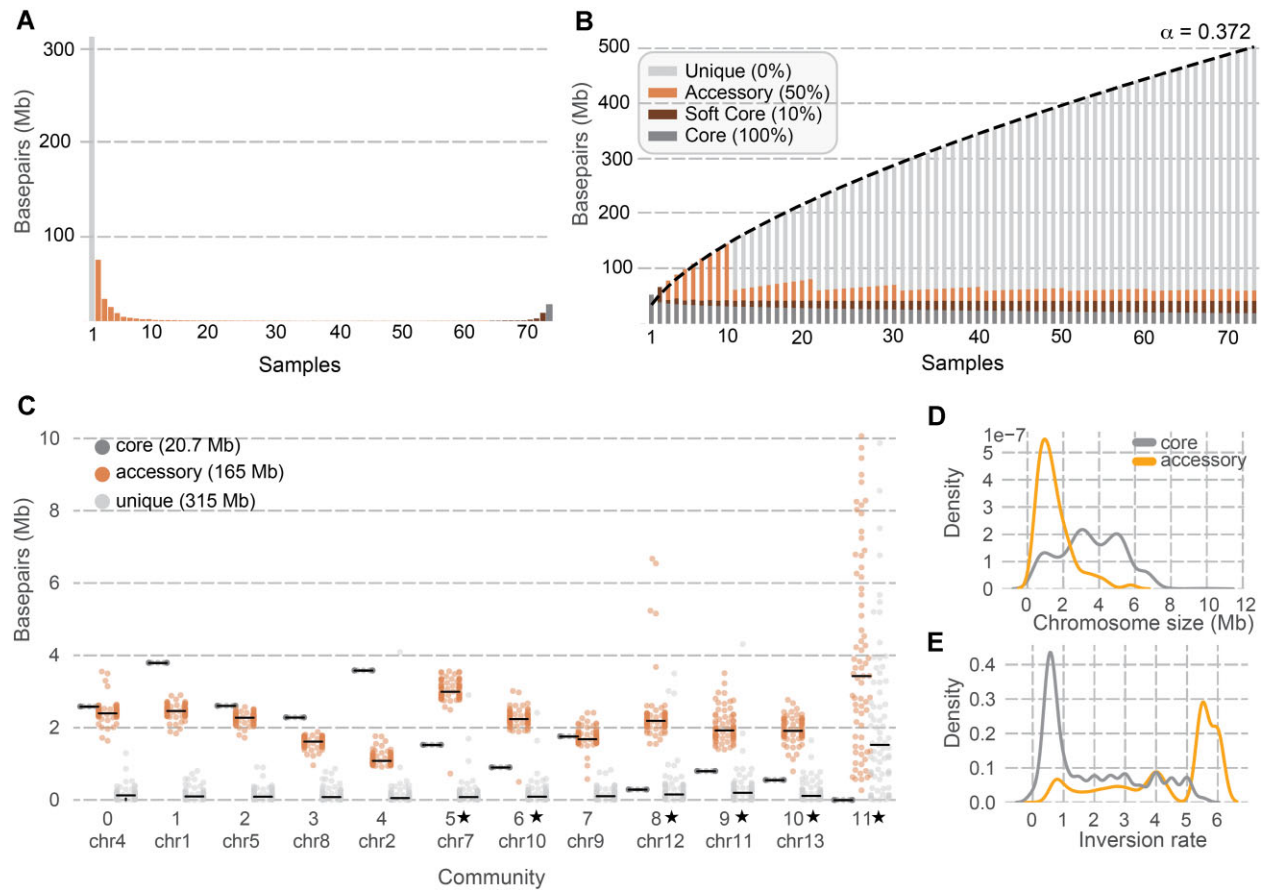 A
Basepairs (Mb)
300
200
100
1 10 20 30 40 50 60 70
Samples
B
α = 0.372
Basepairs (Mb)
500
400
300
200
100
Unique (0%)
Accessory (50%)
Soft Core (10%)
Core (100%)
1 10 20 30 40 50 60 70
Samples
C
Basepairs (Mb)
10
8
6
4
2
0
core (20.7 Mb)
accessory (165 Mb)
unique (315 Mb)
0 1 2 3 4 5★ 6★ 7 8★ 9★ 10★ 11★
chr4 chr1 chr5 chr8 chr2 chr7 chr10 chr9 chr12 chr11 chr13
Community
D
1e−7
core
accessory
Density
5
4
3
2
1
0
0 2 4 6 8 10 12
Chromosome size (Mb)
E
Density
0.4
0.3
0.2
0.1
0.0
0 1 2 3 4 5 6
Inversion rate